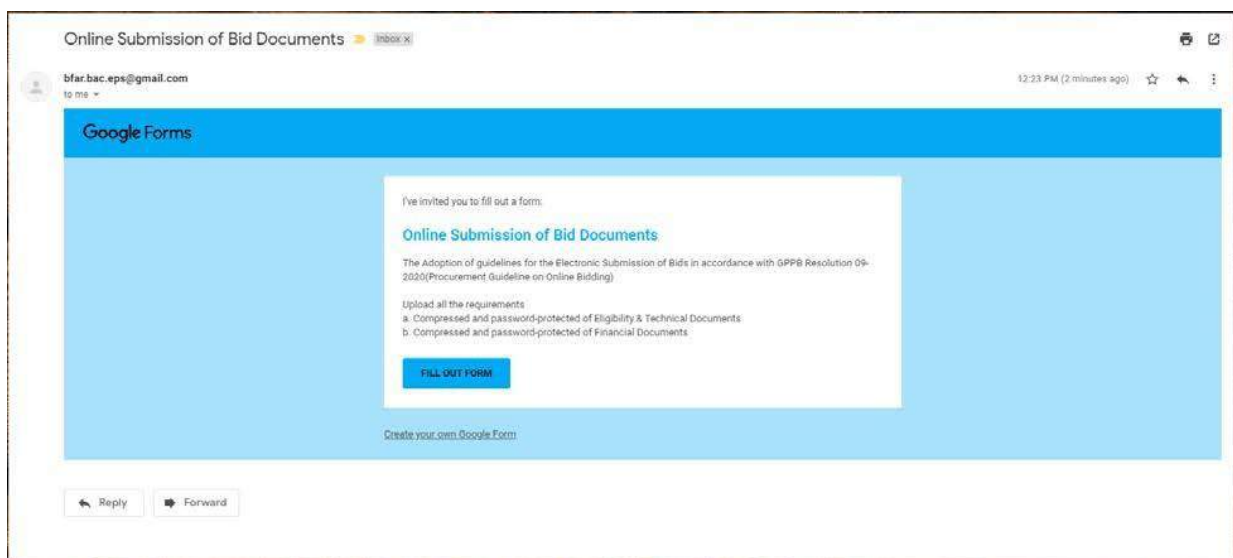 Online Submission of Bid Documents Inbox x
bfar.bac.eps@gmail.com 12:23 PM (2 minutes ago)
to me
Google Forms
I've invited you to fill out a form:
Online Submission of Bid Documents
The Adoption of guidelines for the Electronic Submission of Bids in accordance with GPPB Resolution 09-
2020(Procurement Guideline on Online Bidding)
Upload all the requirements
a. Compressed and password-protected of Eligibility & Technical Documents
b. Compressed and password-protected of Financial Documents
FILL OUT FORM
Create your own Google Form
Reply Forward